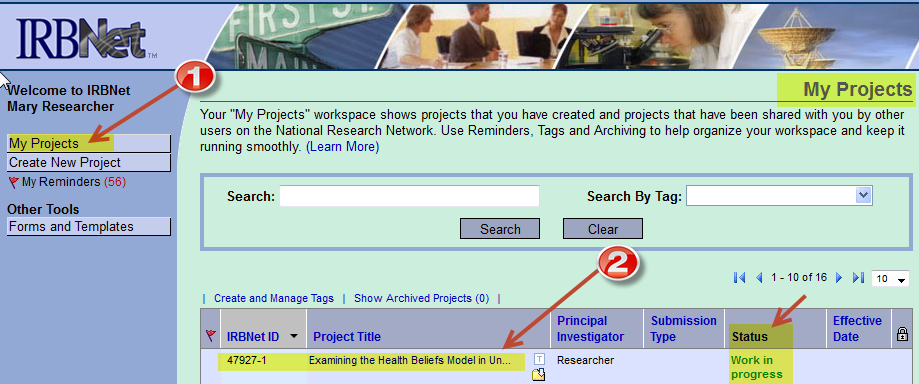 FIRST ST
MAIN
IRBNet™
1
Welcome to IRBNet
Mary Researcher
My Projects
My Projects
Create New Project
My Reminders (56)
Other Tools
Forms and Templates
Your "My Projects" workspace shows projects that you have created and projects that have been shared with you by other
users on the National Research Network. Use Reminders, Tags and Archiving to help organize your workspace and keep it
running smoothly. (Learn More)
Search:
Search By Tag:
Search
Clear
2
1 - 10 of 16
10
| Create and Manage Tags | Show Archived Projects (0) |
IRBNet ID
Project Title
Principal
Investigator
Submission
Type
Status
Effective
Date
47927-1
Examining the Health Beliefs Model in Un...
T
Researcher
Work in
progress